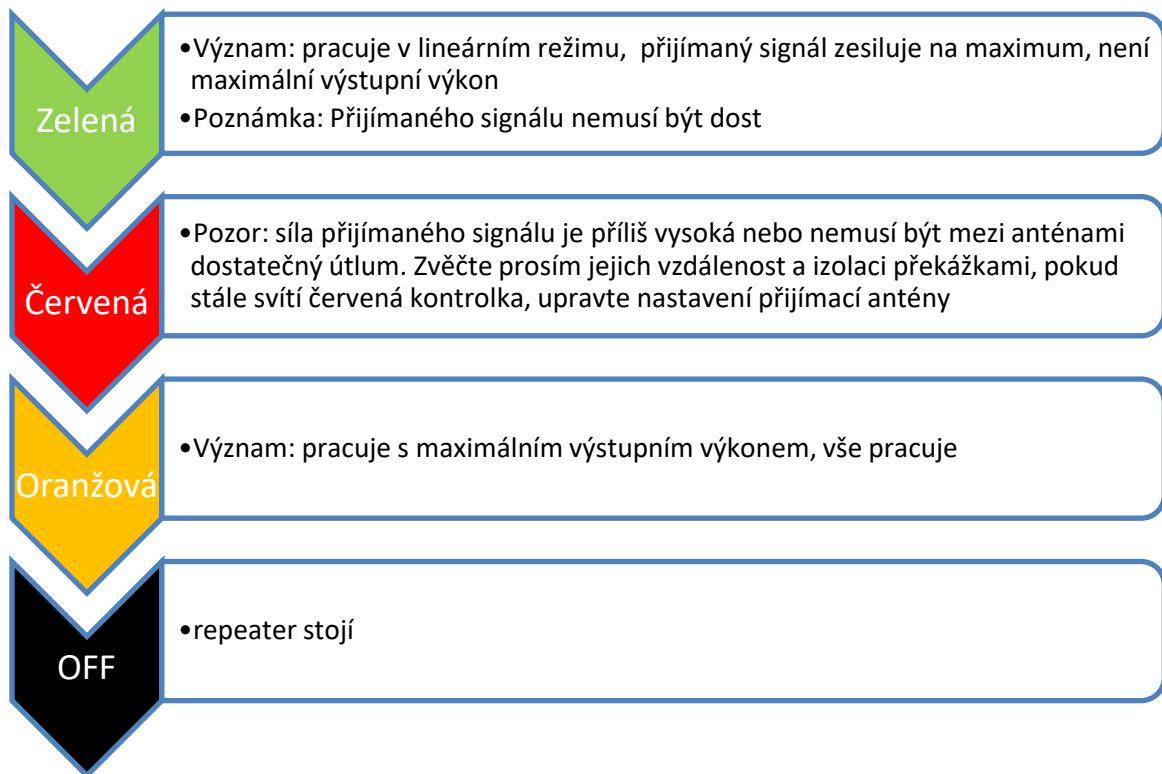 Zelená
•Význam: pracuje v lineárním režimu, přijímaný signál zesiluje na maximum, není
maximální výstupní výkon
•Poznámka: Přijímaného signálu nemusí být dost
Červená
•Pozor: síla přijímaného signálu je příliš vysoká nebo nemusí být mezi anténami
dostatečný útlum. Zvěčte prosím jejich vzdálenost a izolaci překážkami, pokud
stále svítí červená kontrolka, upravte nastavení přijímací antény
Oranžová
•Význam: pracuje s maximálním výstupním výkonem, vše pracuje
OFF
•repeater stojí